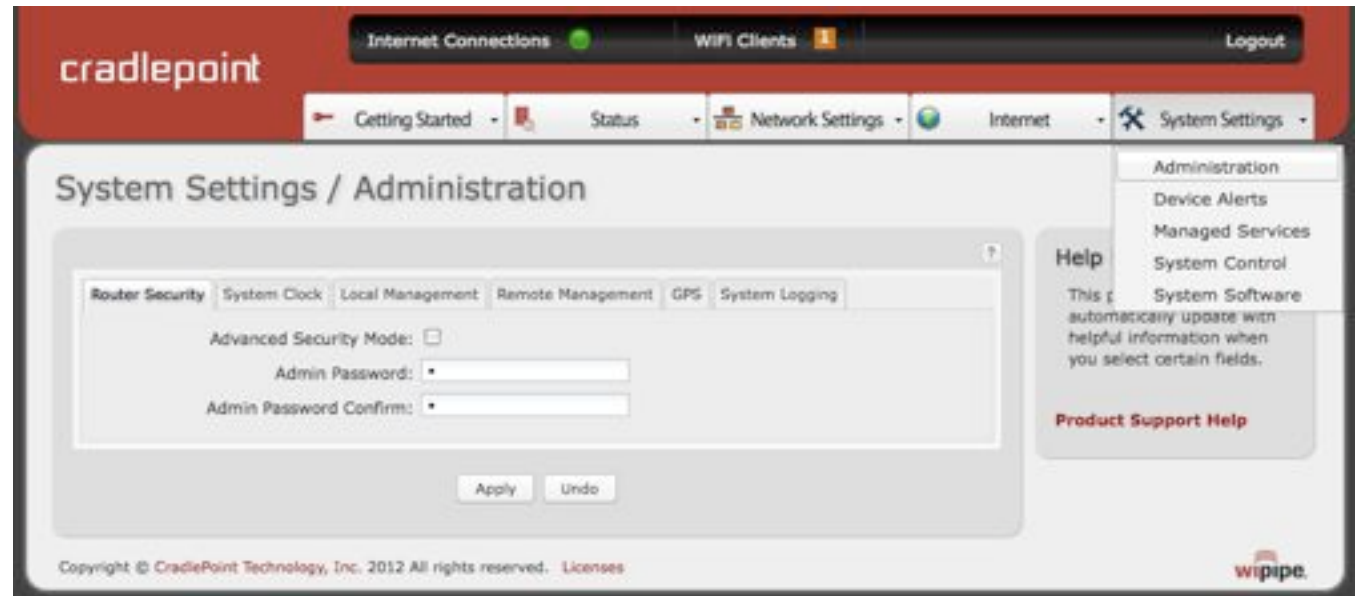 Internet Connections WiFi Clients 1 Logout
cradlepoint
Getting Started Status Network Settings Internet System Settings
System Settings / Administration
Administration
Device Alerts
Managed Services
System Control
System Software
?
Router Security System Clock Local Management Remote Management GPS System Logging
Advanced Security Mode:
Admin Password: •
Admin Password Confirm: •
Apply Undo
Help
This
automatically update with
helpful information when
you select certain fields.
Product Support Help
Copyright © CradlePoint Technology, Inc. 2012 All rights reserved. Licenses
wipipe.